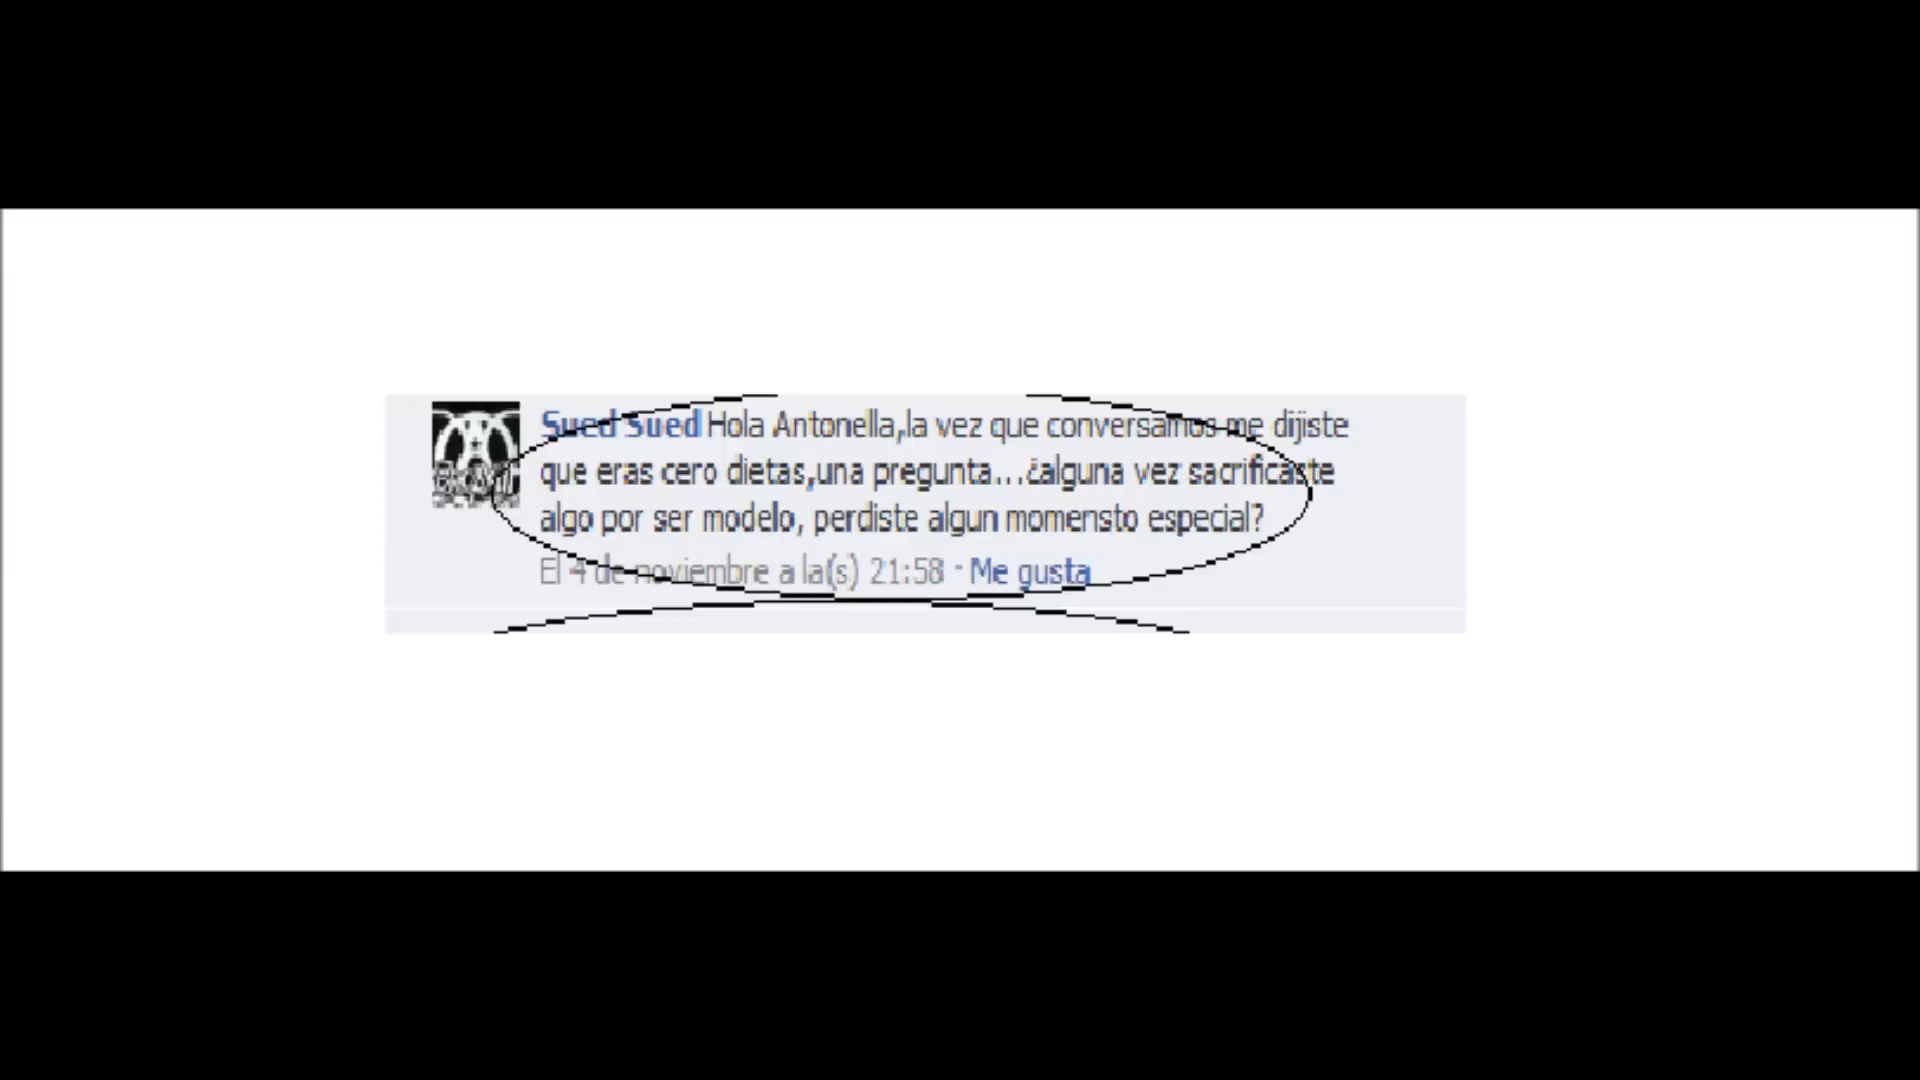 Sued Sued Hola Antonella,la vez que conversamos me dijiste
que eras cero dietas,una pregunta...¿alguna vez sacrificaste
algo por ser modelo, perdiste algun momensto especial?
El 4 de noviembre a la(s) 21:58 · Me gusta